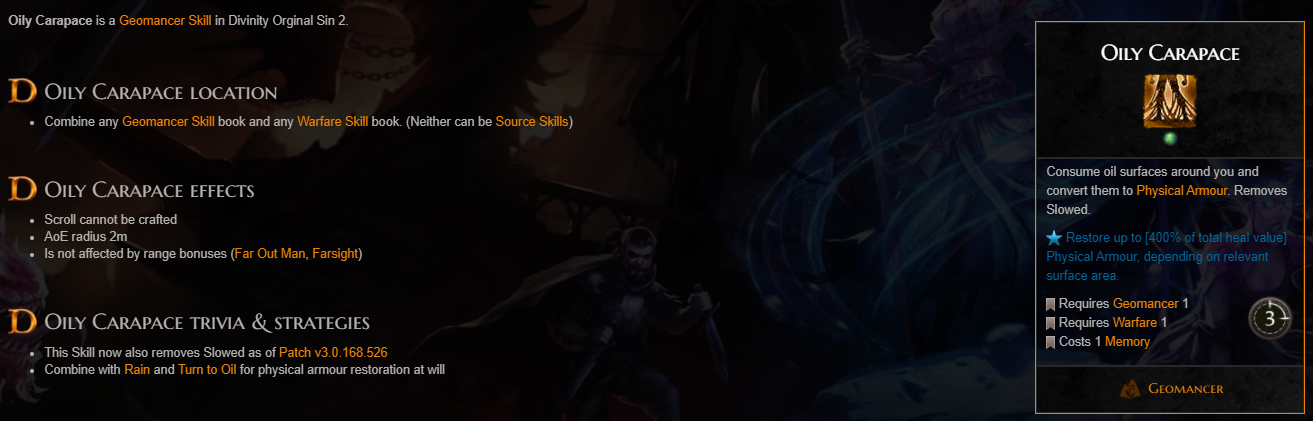 Oily Carapace is a Geomancer Skill in Divinity Orginal Sin 2.
OILY CARAPACE LOCATION
Combine any Geomancer Skill book and any Warfare Skill book. (Neither can be Source Skills)
OILY CARAPACE EFFECTS
Scroll cannot be crafted
AoE radius 2m
Is not affected by range bonuses (Far Out Man, Farsight)
OILY CARAPACE TRIVIA & STRATEGIES
This Skill now also removes Slowed as of Patch v3.0.168.526
Combine with Rain and Turn to Oil for physical armour restoration at will
OILY CARAPACE
Consume oil surfaces around you and
convert them to Physical Armour. Removes
Slowed.
Restore up to [400% of total heal value]
Physical Armour, depending on relevant
surface area.
Requires Geomancer 1
Requires Warfare 1
Costs 1 Memory
3
GEOMANCER